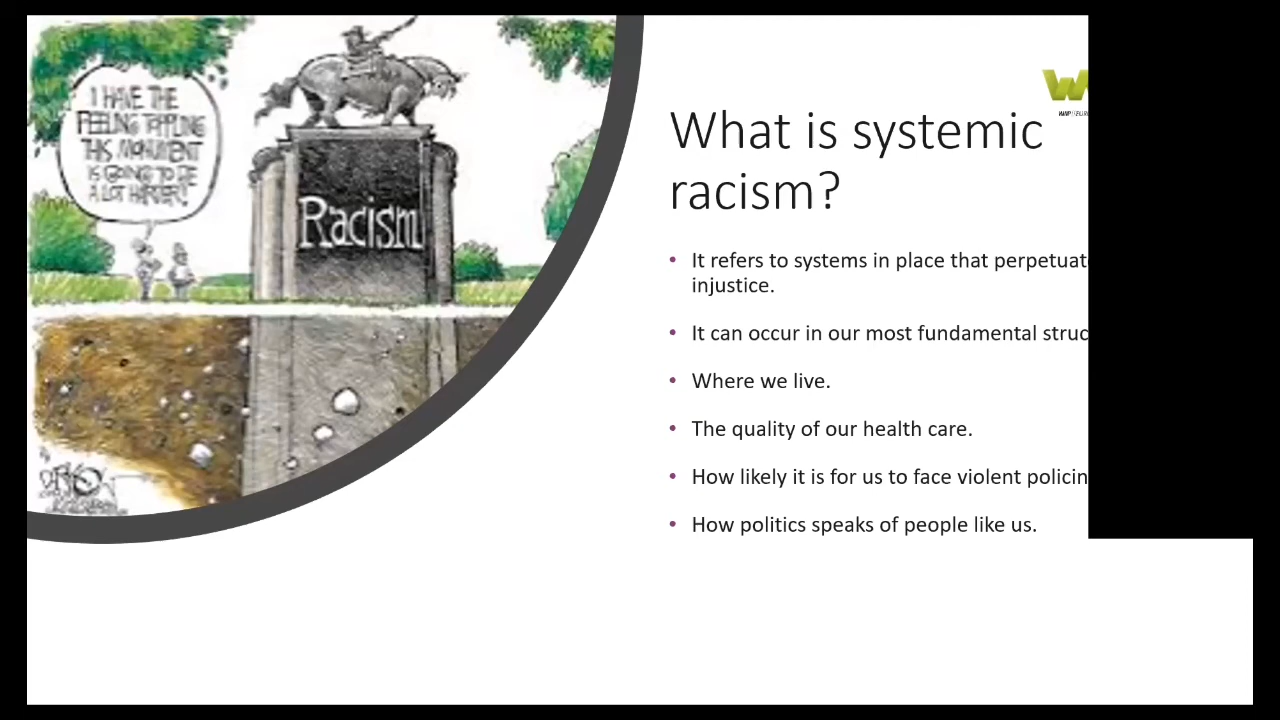 I HAVE THE
FEELING TOPPLING
THIS MONUMENT
IS GOING TO BE
A LOT HARDER!
Racism
What is systemic
racism?
• It refers to systems in place that perpetuat
injustice.
• It can occur in our most fundamental struc
• Where we live.
• The quality of our health care.
• How likely it is for us to face violent policin
• How politics speaks of people like us.